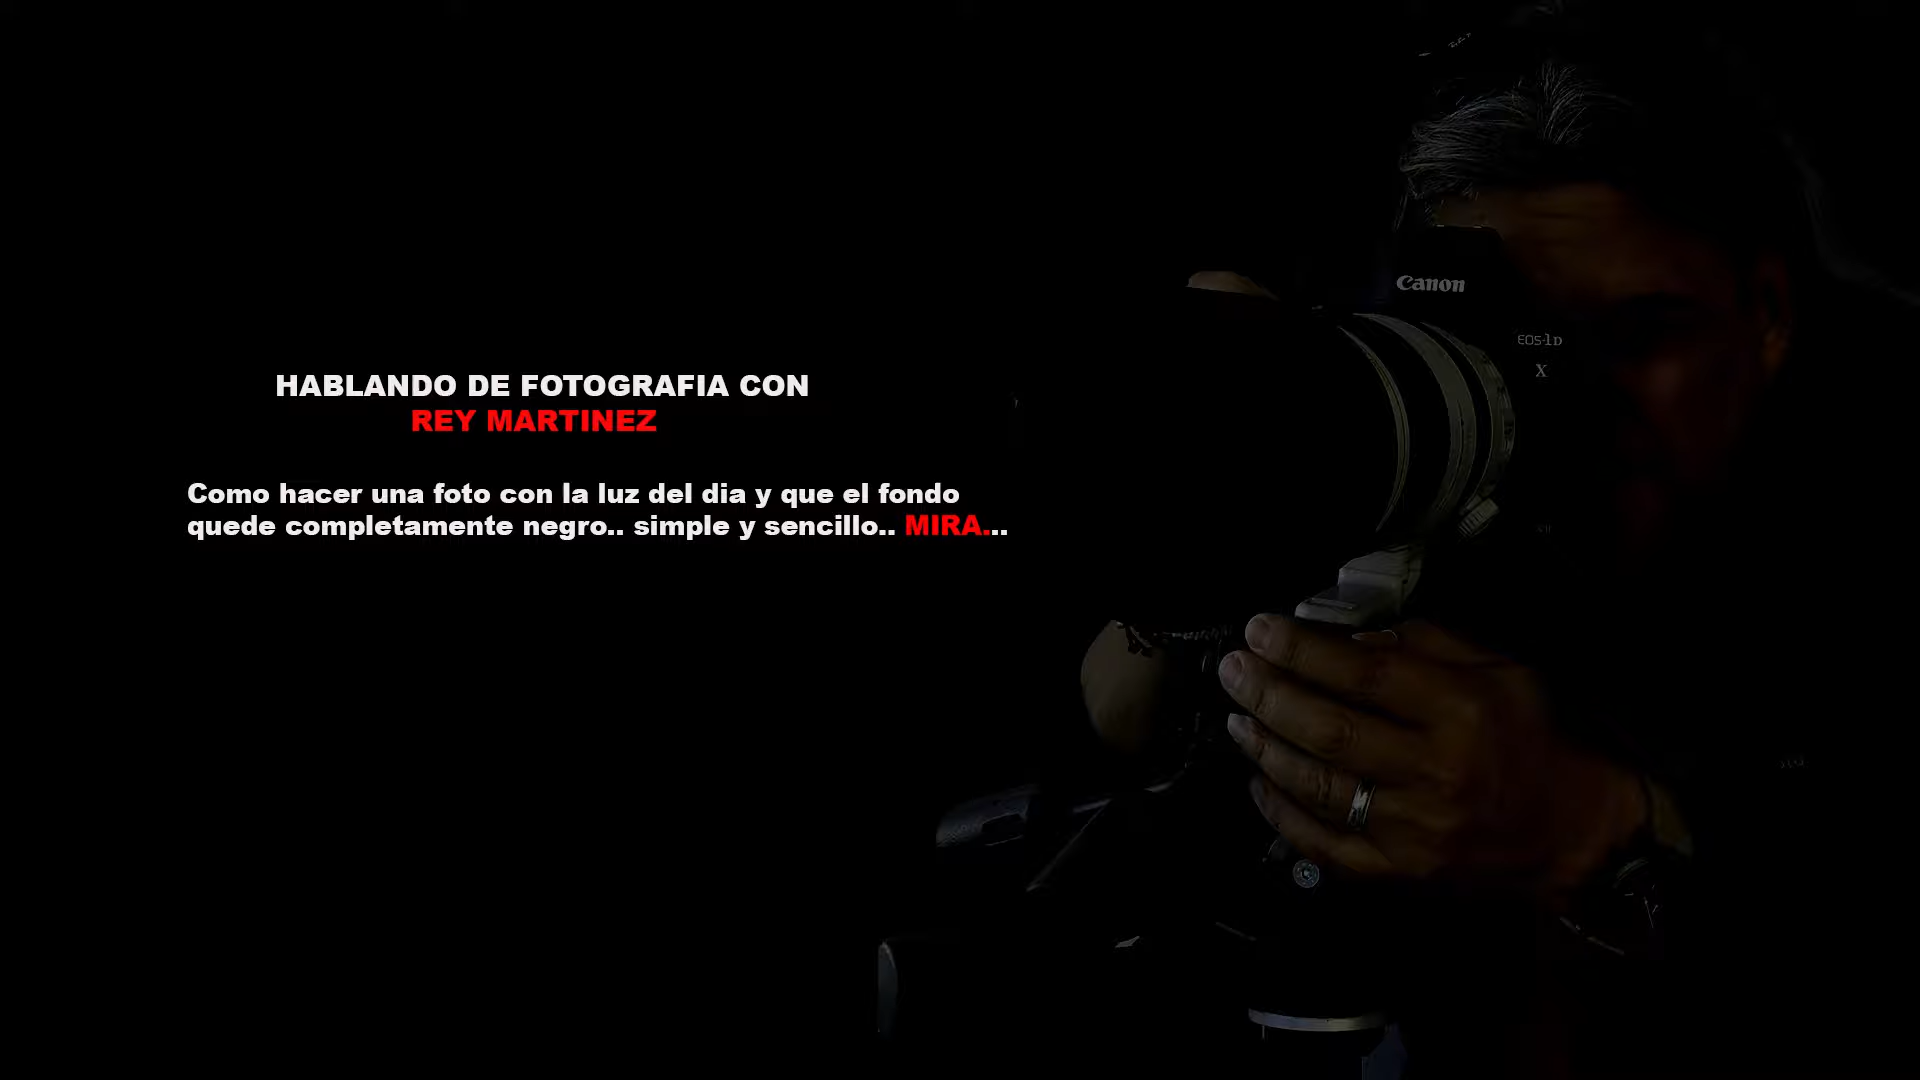 HABLANDO DE FOTOGRAFIA CON
REY MARTINEZ
Como hacer una foto con la luz del dia y que el fondo
quede completamente negro.. simple y sencillo.. MIRA...
Canon
EOS-1D
X